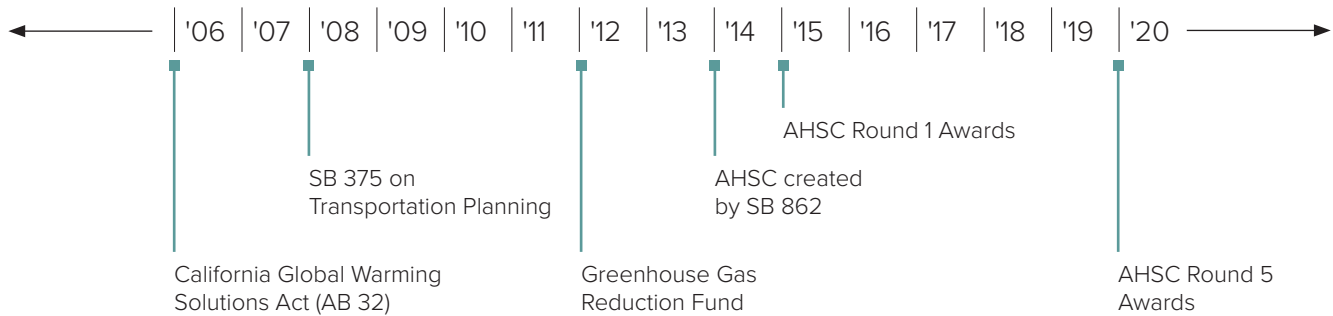 '06 '07 '08 '09 '10 '11 '12 '13 '14 '15 '16 '17 '18 '19 '20
AHSC Round 1 Awards
SB 375 on
Transportation Planning
AHSC created
by SB 862
California Global Warming
Solutions Act (AB 32)
Greenhouse Gas
Reduction Fund
AHSC Round 5
Awards